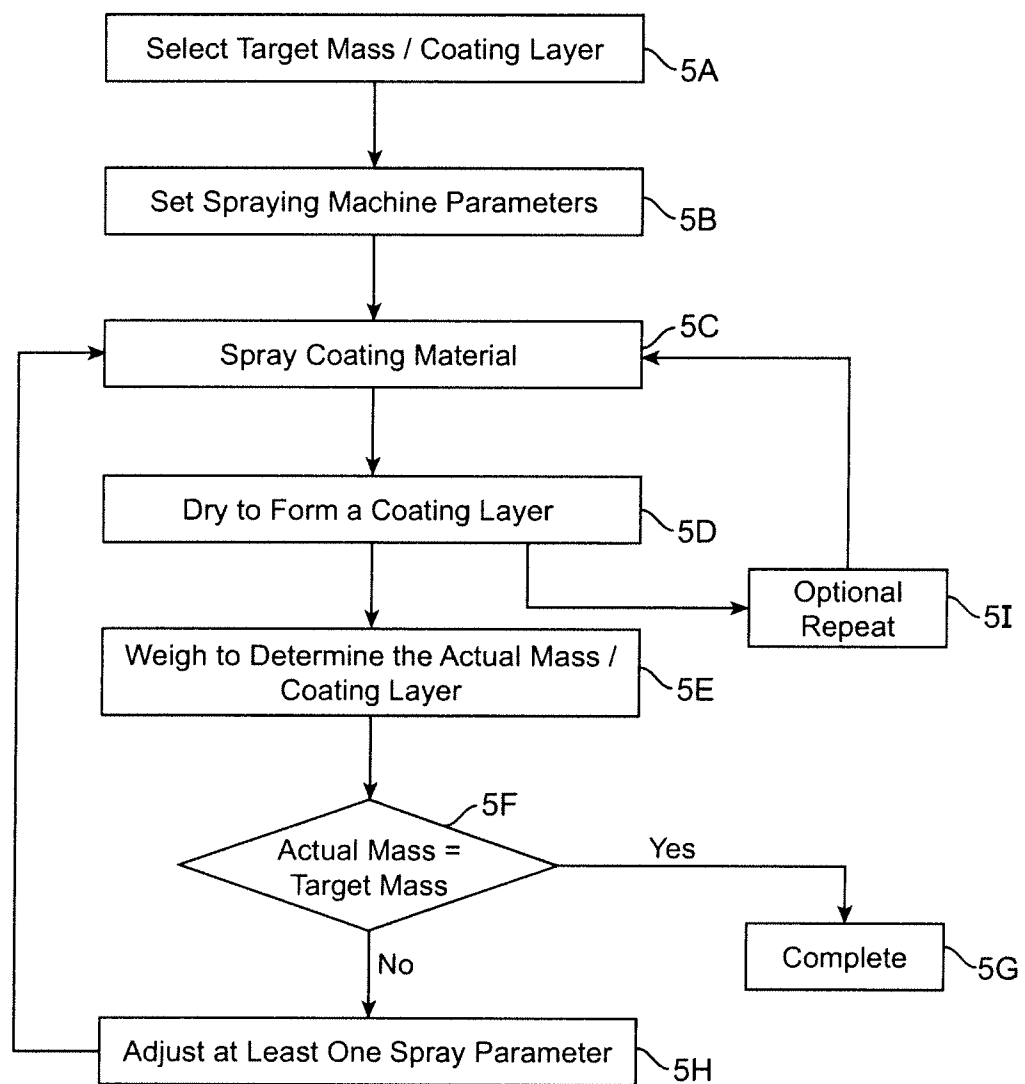 Select Target Mass / Coating Layer
5A
Set Spraying Machine Parameters
5B
5C
Spray Coating Material
Dry to Form a Coating Layer
5D
Optional
Repeat
5I
Weigh to Determine the Actual Mass /
Coating Layer
5E
5F
Actual Mass =
Target Mass
Yes
No
Complete
5G
Adjust at Least One Spray Parameter
5H